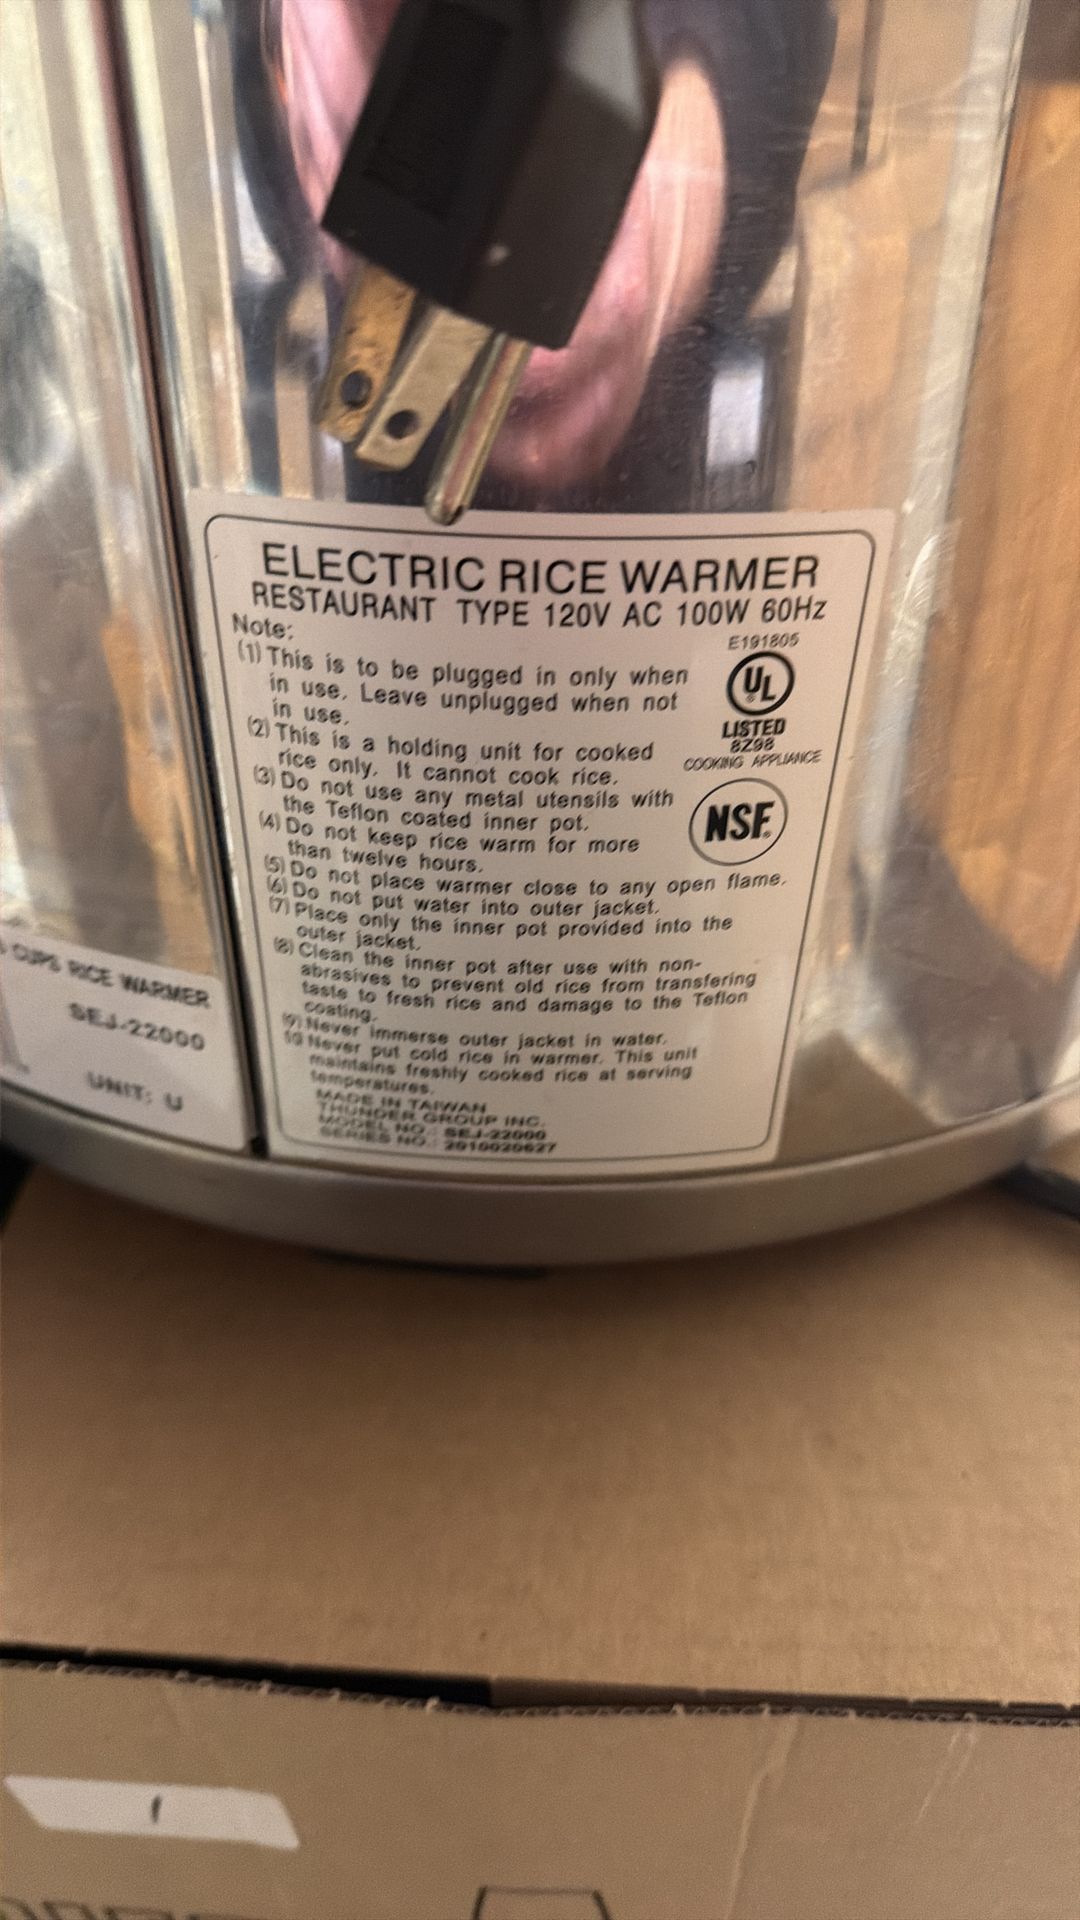 ELECTRIC RICE WARMER
RESTAURANT TYPE 120V AC 100W 60Hz
Note:
(1) This is to be plugged in only when
in use. Leave unplugged when not
in use.
(2) This is a holding unit for cooked
rice only. It cannot cook rice.
(3) Do not use any metal utensils with
the Teflon coated inner pot.
(4) Do not keep rice warm for more
than twelve hours.
(5) Do not place warmer close to any open flame.
(6) Do not put water into outer jacket.
(7) Place only the inner pot provided into the
outer jacket.
(8) Clean the inner pot after use with non-
abrasives to prevent old rice from transfering
taste to fresh rice and damage to the Teflon
coating.
(9) Never immerse outer jacket in water.
10 Never put cold rice in warmer. This unit
maintains freshly cooked rice at serving
temperatures.
MADE IN TAIWAN
THUNDER GROUP INC.
MODEL NO.: SEJ-22000
SERIES NO.: 2010020627
E191805
UL
®
LISTED
8Z98
COOKING APPLIANCE
NSF®
CUPS RICE WARMER
SEJ-22000
UNIT: U